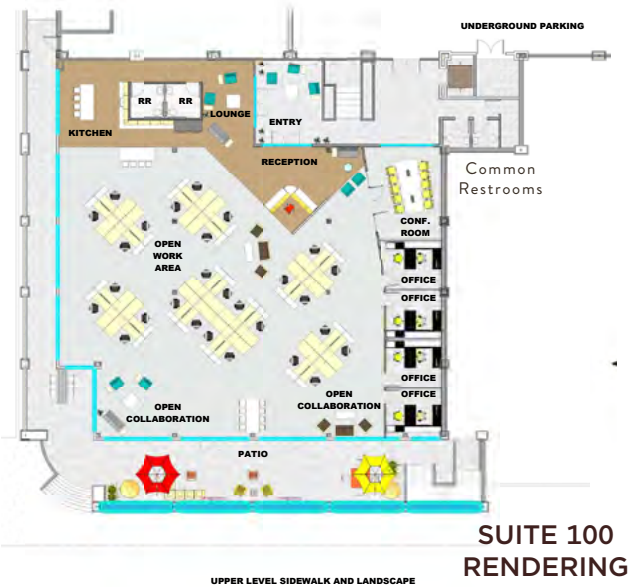 UNDERGROUND PARKING
RR
RR
LOUNGE
ENTRY
KITCHEN
RECEPTION
Common
Restrooms
CONF.
ROOM
OPEN
WORK
AREA
OFFICE
OFFICE
OFFICE
OFFICE
OPEN
COLLABORATION
OPEN
COLLABORATION
PATIO
SUITE 100
RENDERING
UPPER LEVEL SIDEWALK AND LANDSCAPE